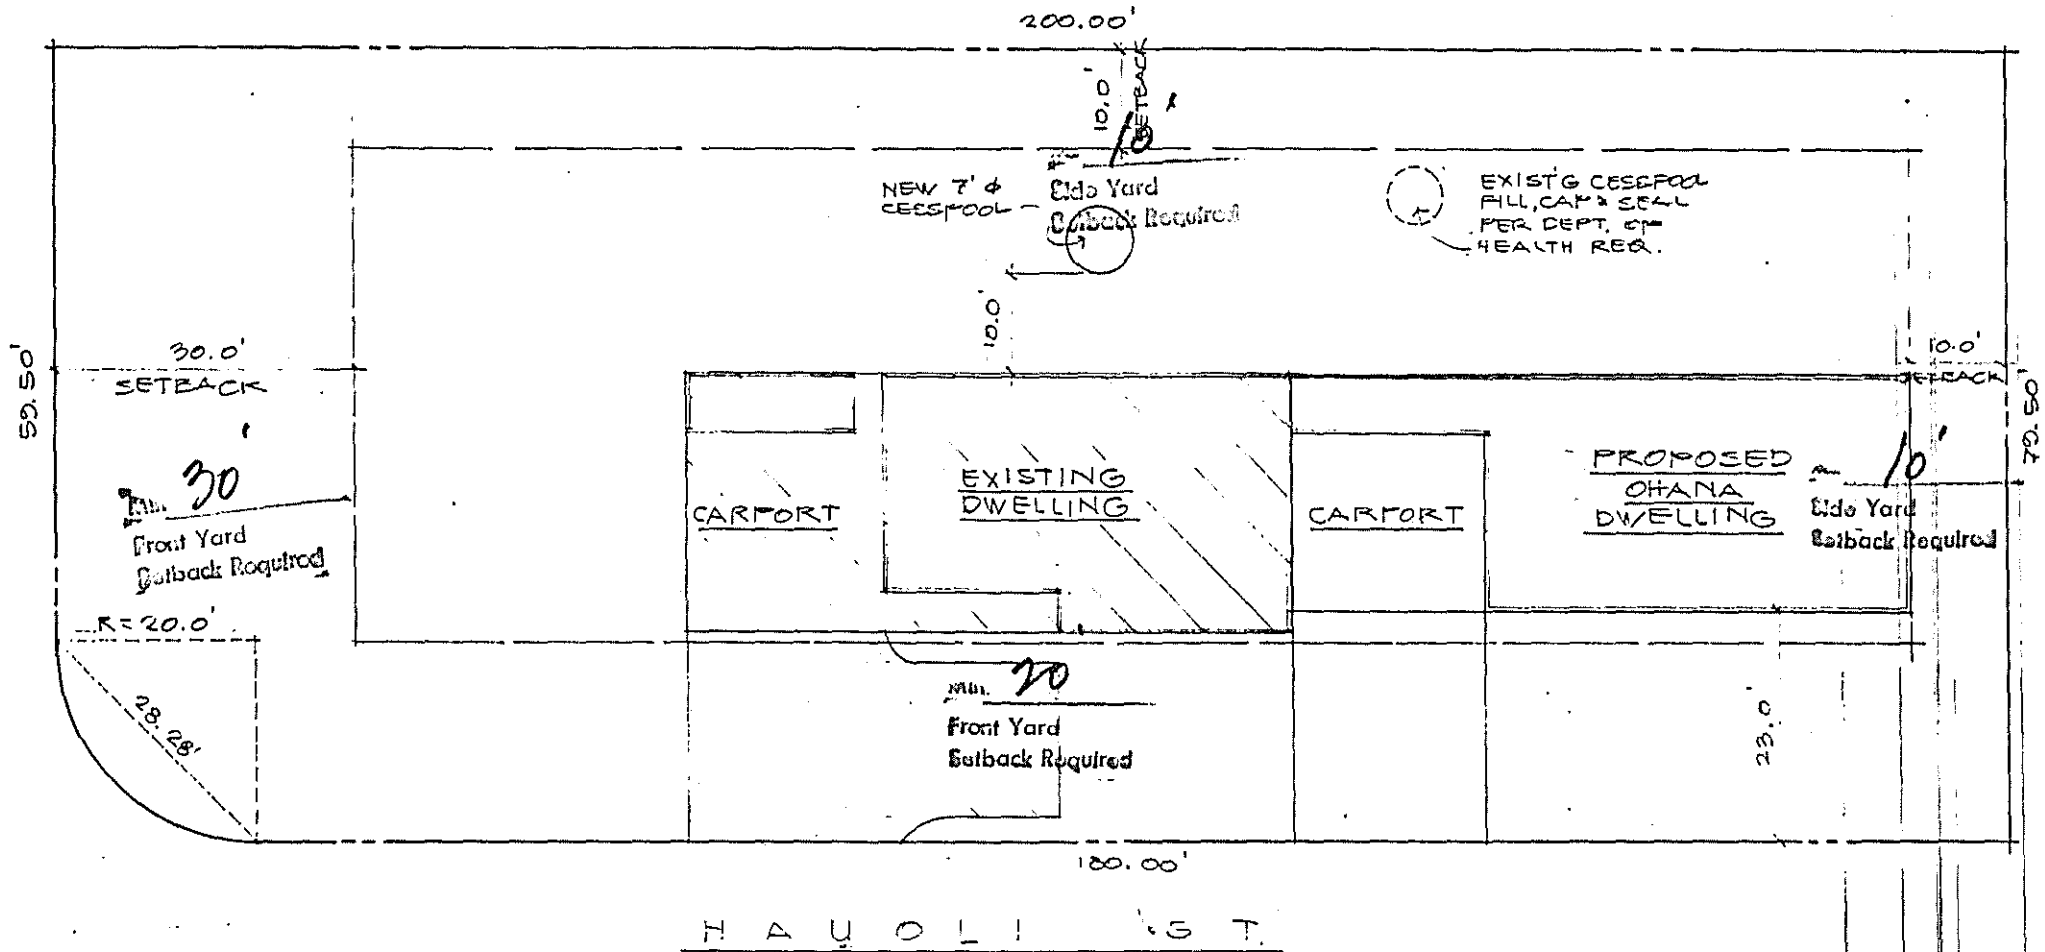 200.00'
10.0'
SETBACK
10'
Side Yard
Setback Required
NEW 7' ϕ
CESSPOOL
EXIST'G CESSPOOL
FILL, CAP & SEAL
PER DEPT. OF
HEALTH REQ.
10.0'
59.50'
30.0'
SETBACK
Min. 30'
Front Yard
Setback Required
R=20.0'
28.28'
CARPORT
EXISTING
DWELLING
CARPORT
PROPOSED
OHANA
DWELLING
10.0'
SETBACK
79.50'
10'
Side Yard
Setback Required
Min. 20'
Front Yard
Setback Required
23.0'
180.00'
HAUOLI ST.